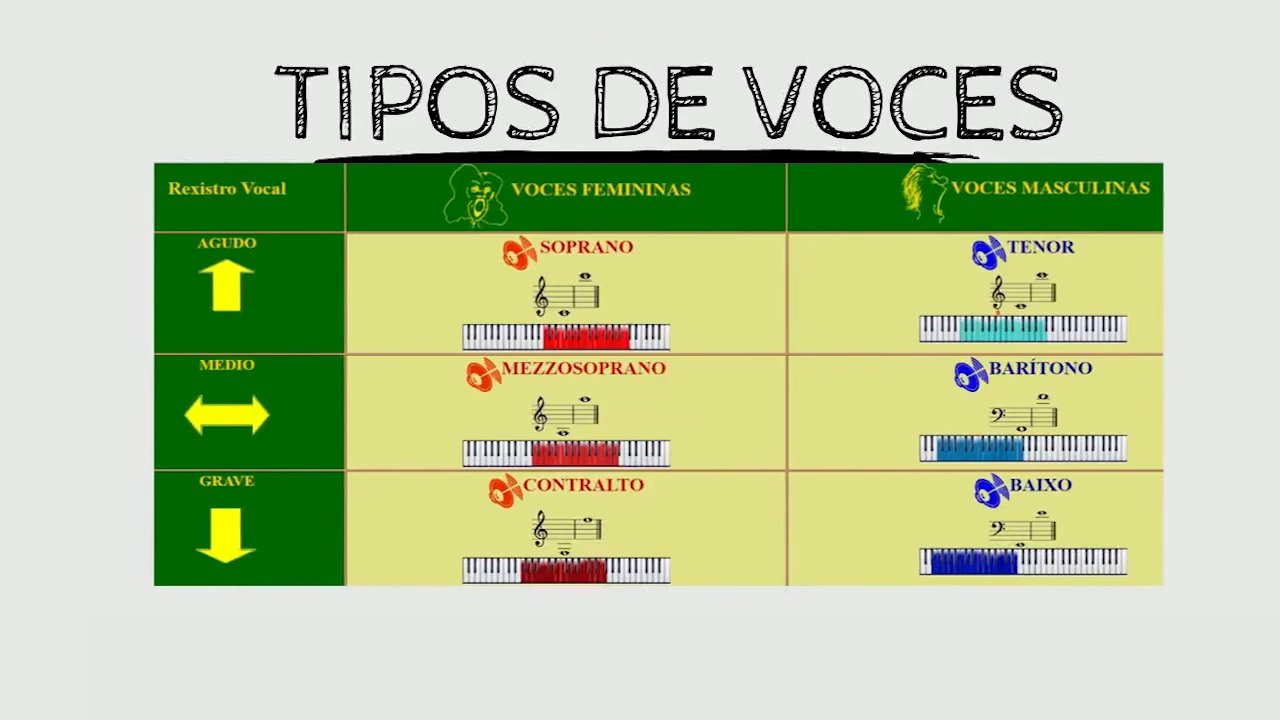 TIPOS DE VOCES
Rexistro Vocal
VOCES FEMININAS
VOCES MASCULINAS
AGUDO
SOPRANO
TENOR
MEDIO
MEZZOSOPRANO
BARÍTONO
GRAVE
CONTRALTO
BAIXO